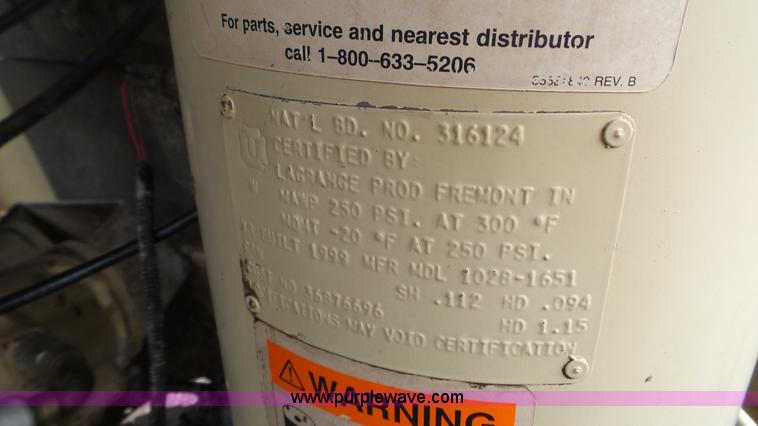 For parts, service and nearest distributor
call 1-800-633-5206
REV. B
NAT'L BD. NO. 316124
U
CERTIFIED BY
LAGRANGE PROD FREMONT IN
W MAWP 250 PSI. AT 300 °F
MDMT -20 °F AT 250 PSI.
BUILT 1999 MFR MDL 1028-1651
SH .112 HD .094
NO 36876696
HD 1.15
MAY VOID CERTIFICATION
WARNING
www.purplewave.com